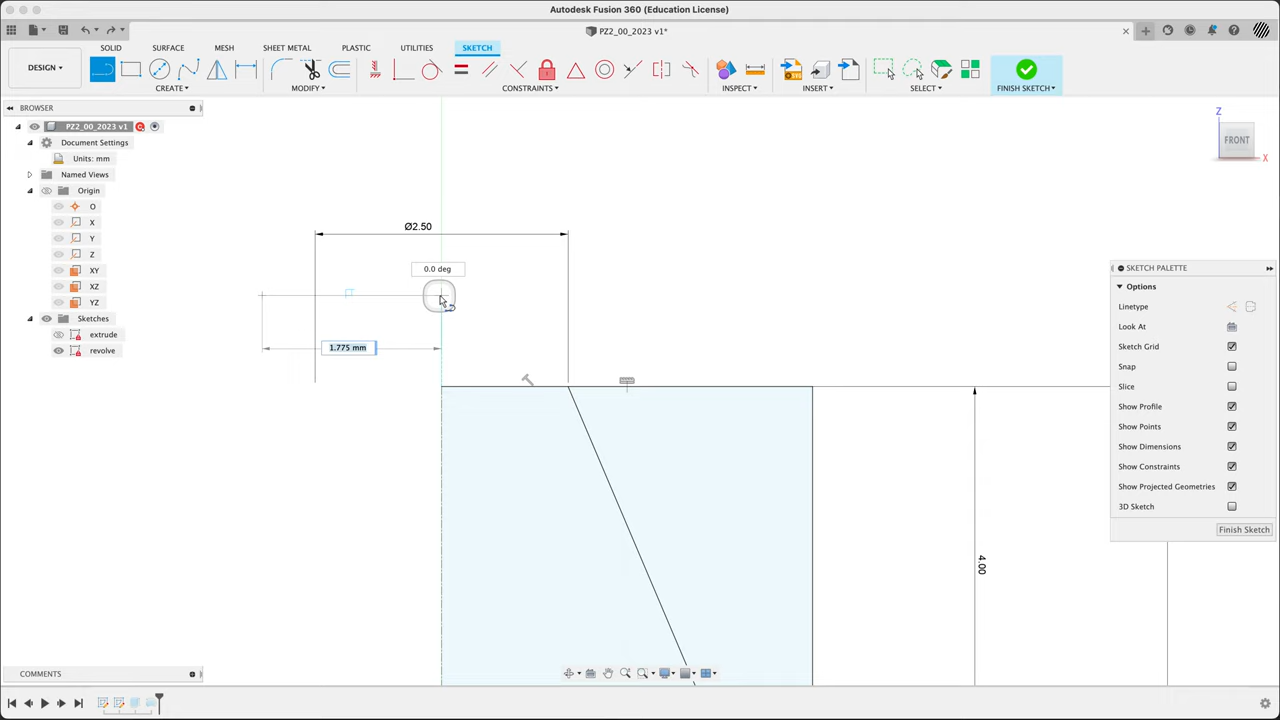 Autodesk Fusion 360 (Education License)
PZ2_00_2023 v1*
SOLID
SURFACE
MESH
SHEET METAL
PLASTIC
UTILITIES
SKETCH
DESIGN
CREATE
MODIFY
CONSTRAINTS
INSPECT
INSERT
SELECT
FINISH SKETCH
BROWSER
PZ2_00_2023 v1
Document Settings
Units: mm
Named Views
Origin
O
X
Y
Z
XY
XZ
YZ
Sketches
extrude
revolve
Z
FRONT
X
Ø2.50
0.0 deg
1.775 mm
4.00
SKETCH PALETTE
Options
Linetype
Look At
Sketch Grid
Snap
Slice
Show Profile
Show Points
Show Dimensions
Show Constraints
Show Projected Geometries
3D Sketch
Finish Sketch
COMMENTS